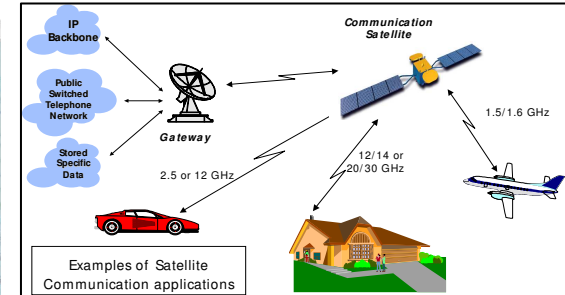 IP
Backbone
Public
Switched
Telephone
Network
Stored
Specific
Data
Gateway
Communication
Satellite
1.5/1.6 GHz
12/14 or
20/30 GHz
2.5 or 12 GHz
Examples of Satellite
Communication applications